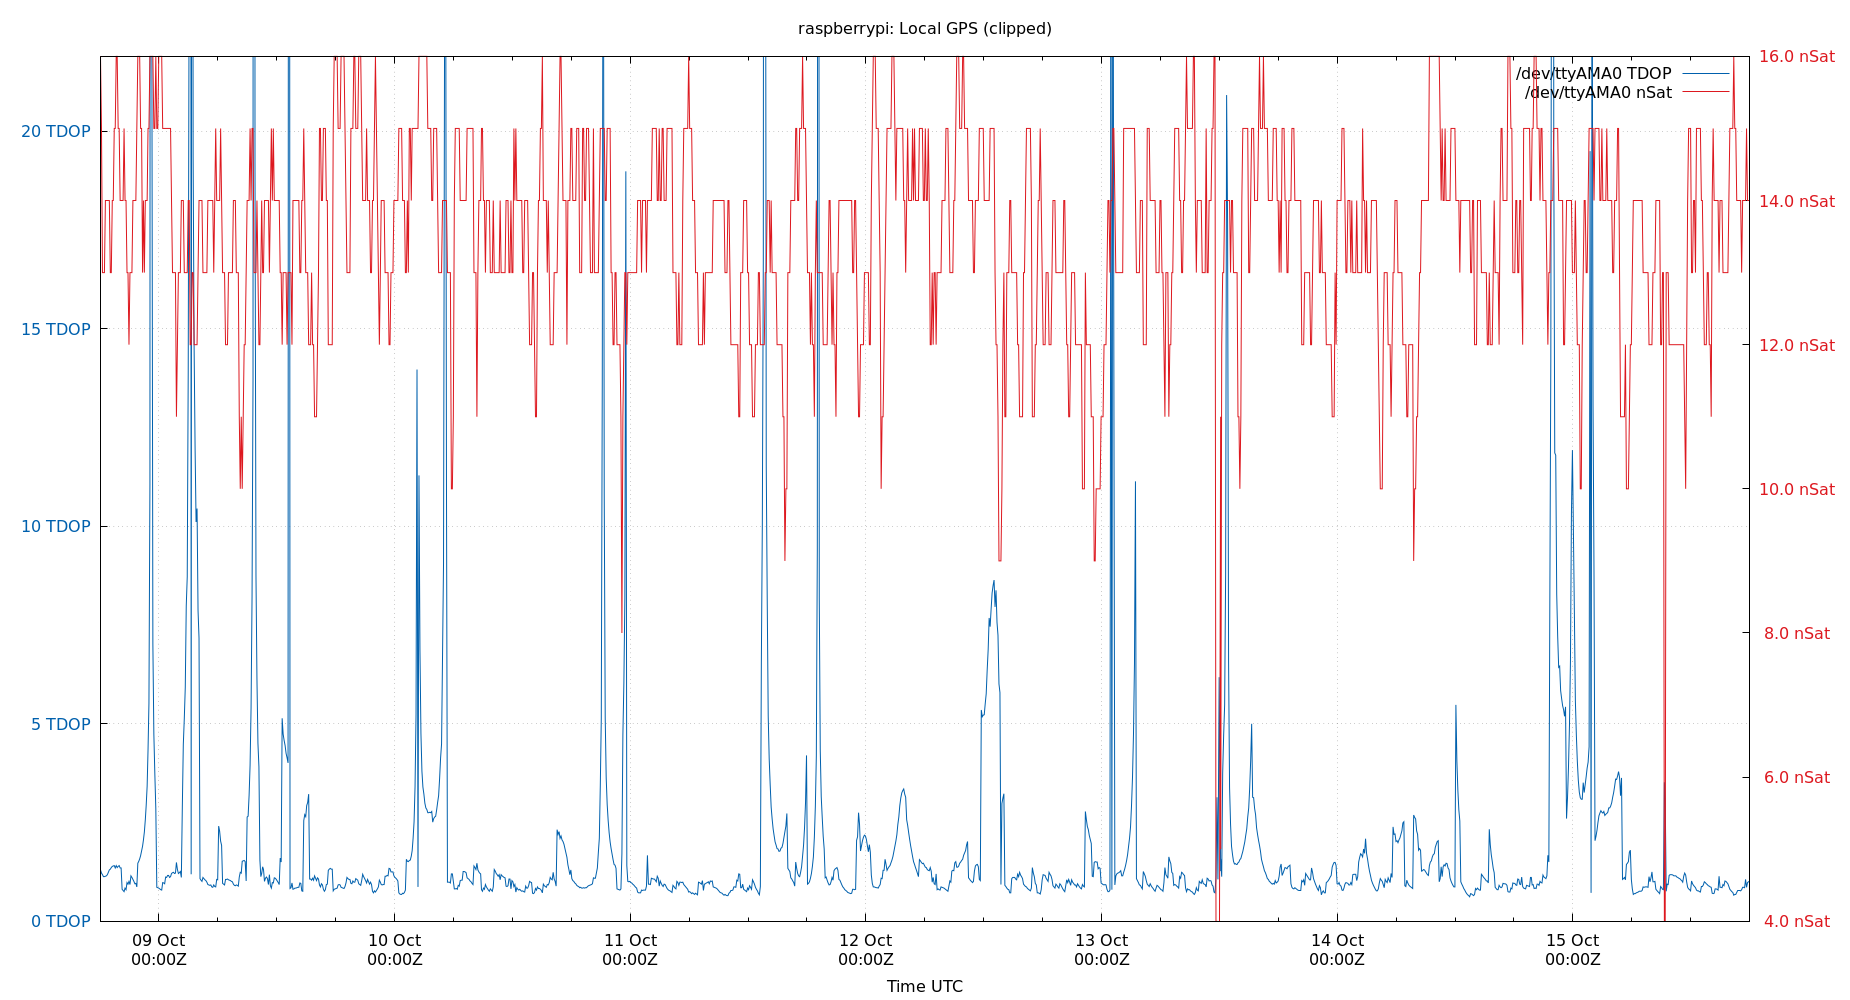 raspberrypi: Local GPS (clipped)
/dev/ttyAMA0 TDOP
/dev/ttyAMA0 nSat
20 TDOP
15 TDOP
10 TDOP
5 TDOP
0 TDOP
16.0 nSat
14.0 nSat
12.0 nSat
10.0 nSat
8.0 nSat
6.0 nSat
4.0 nSat
09 Oct 10 Oct 11 Oct 12 Oct 13 Oct 14 Oct 15 Oct
00:00Z 00:00Z 00:00Z 00:00Z 00:00Z 00:00Z 00:00Z
Time UTC